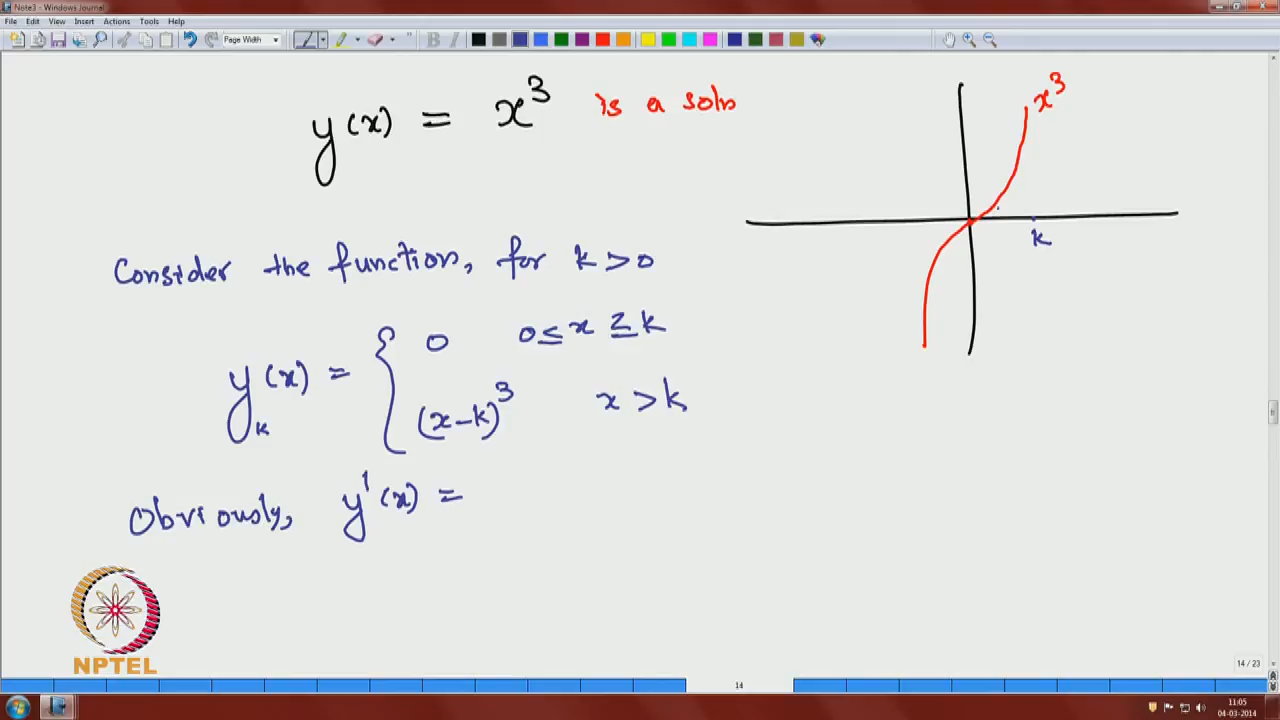 Note3 - Windows Journal
File Edit View Insert Actions Tools Help
Page Width
y(x) = x³ is a soln
x³
k
Consider the function, for k > 0
y_k(x) = { 0 0 ≤ x ≤ k
(x-k)³ x > k
Obviously, y'(x) =
NPTEL
14 / 23
14
11:05
04-03-2014